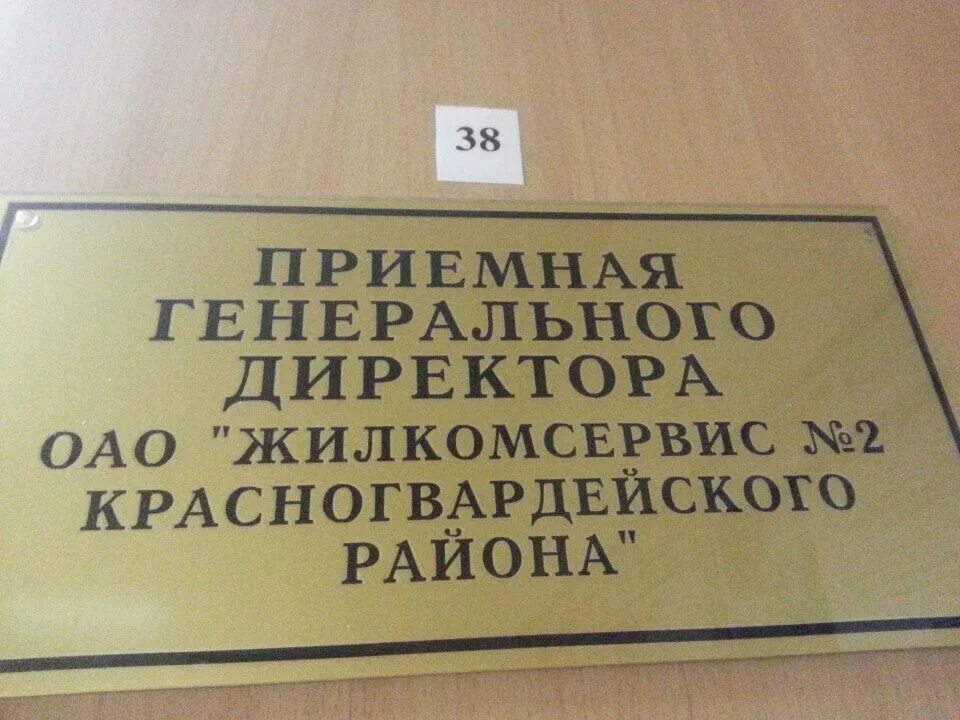 38
ПРИЕМНАЯ
ГЕНЕРАЛЬНОГО
ДИРЕКТОРА
ОАО "ЖИЛКОМСЕРВИС №2
КРАСНОГВАРДЕЙСКОГО
РАЙОНА"